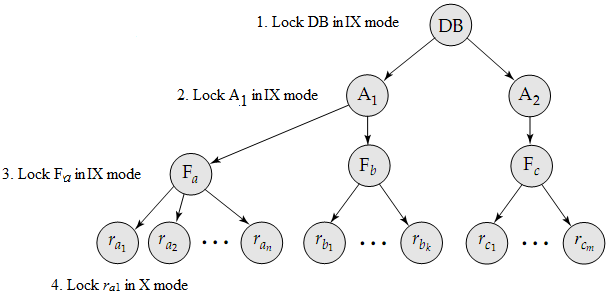 1. Lock DB in IX mode
DB
2. Lock A1 in IX mode
A1
A2
3. Lock Fa in IX mode
Fa
Fb
Fc
ra1 ra2 ... ran rb1 ... rbk rc1 ... rcm
4. Lock ra1 in X mode